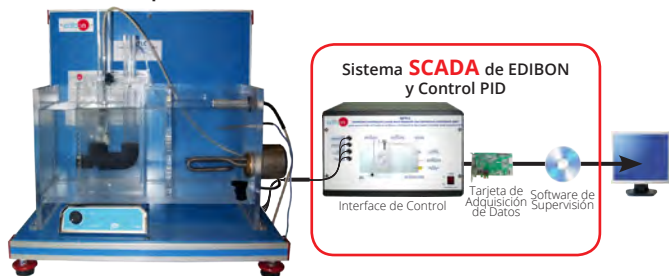 Sistema SCADA de EDIBON
y Control PID
Interface de Control
Tarjeta de
Adquisición
de Datos
Software de
Supervisión